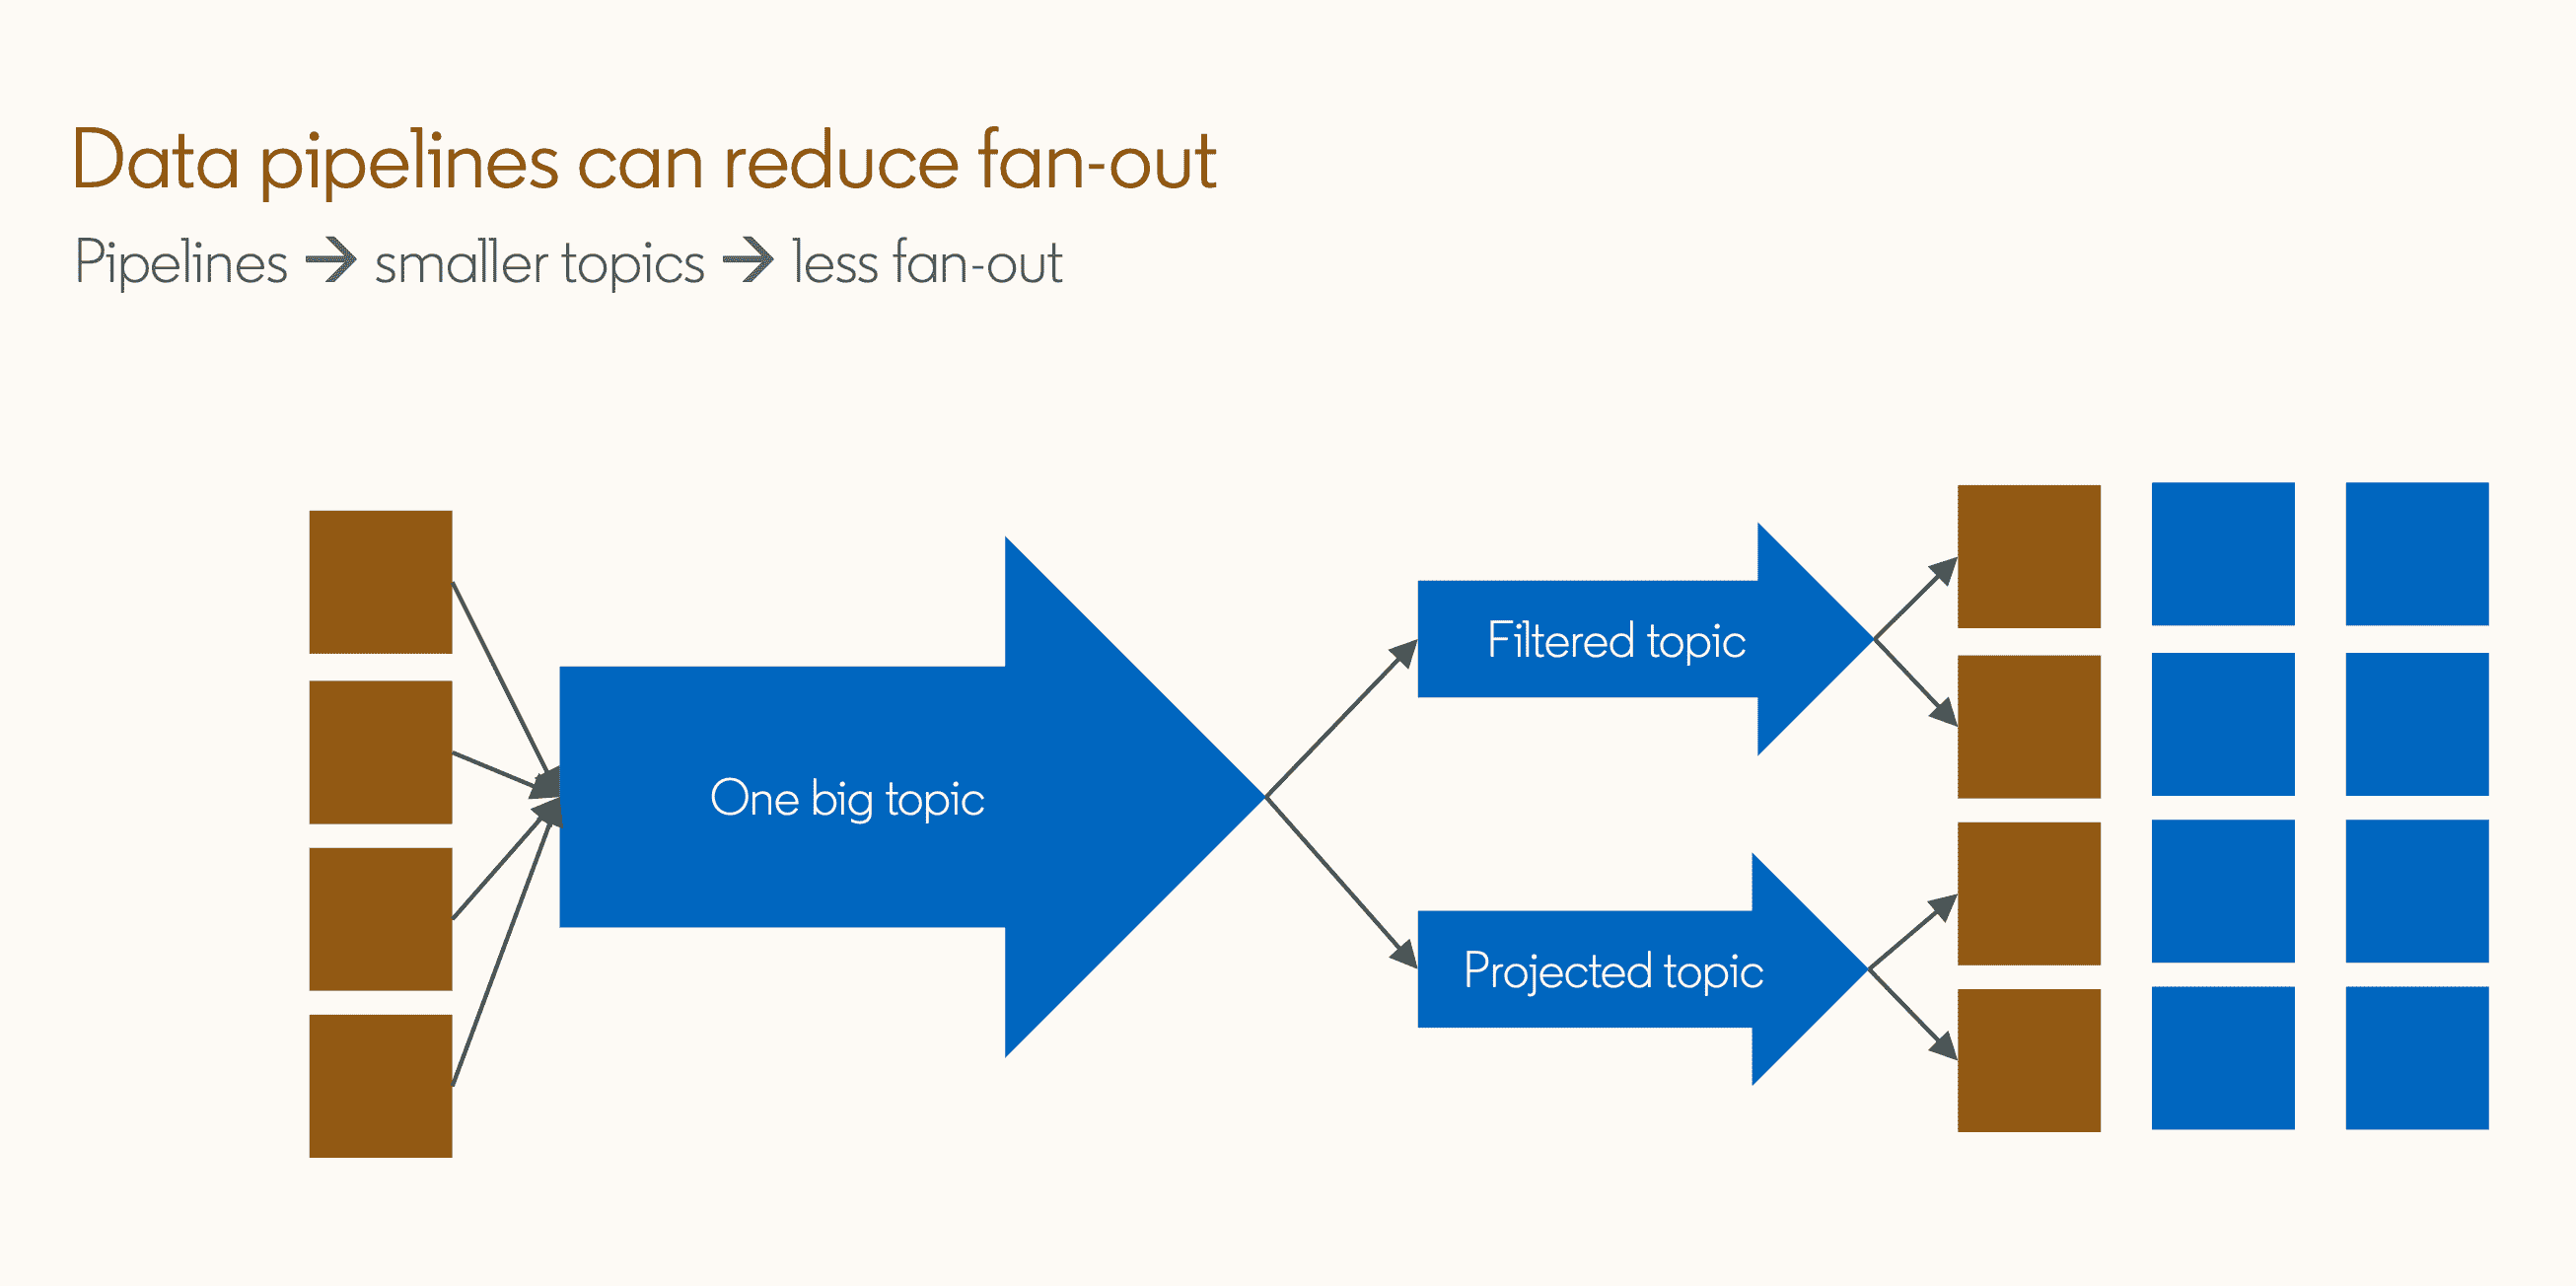 Data pipelines can reduce fan-out
Pipelines → smaller topics → less fan-out
One big topic
Filtered topic
Projected topic